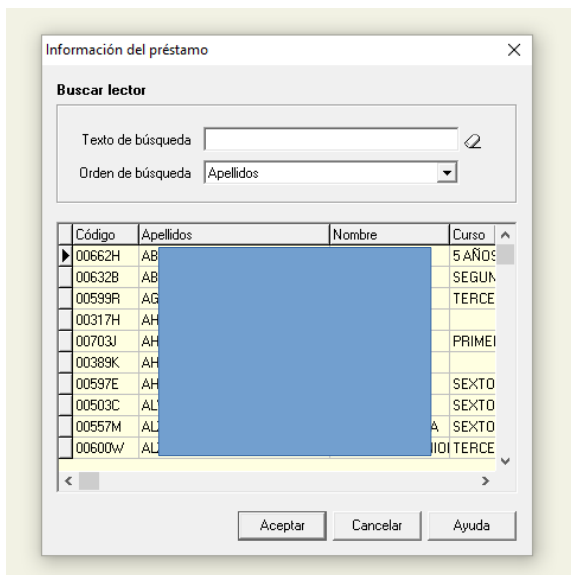 Información del préstamo
Buscar lector
Texto de búsqueda
Orden de búsqueda Apellidos
Código Apellidos Nombre Curso
00662H AB 5 AÑOS
00632B AB SEGUN
00599R AG TERCE
00317H AH
00703J AH PRIMEI
00389K AH
00597E AH SEXTO
00503C AL SEXTO
00557M AL A SEXTO
00600W AL TERCE
Aceptar Cancelar Ayuda